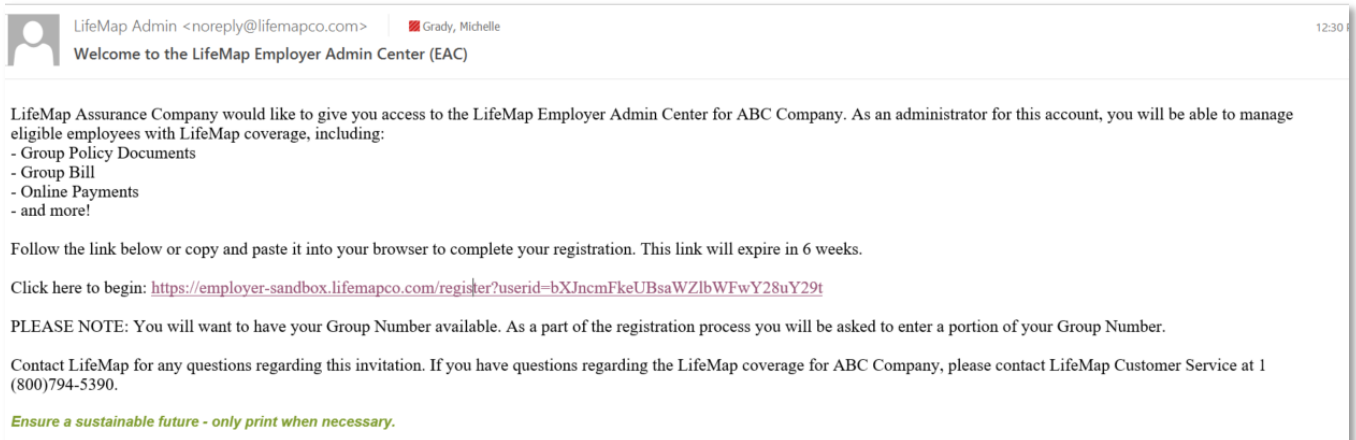 LifeMap Admin <noreply@lifemapco.com> Grady, Michelle 12:30
Welcome to the LifeMap Employer Admin Center (EAC)
LifeMap Assurance Company would like to give you access to the LifeMap Employer Admin Center for ABC Company. As an administrator for this account, you will be able to manage
eligible employees with LifeMap coverage, including:
- Group Policy Documents
- Group Bill
- Online Payments
- and more!
Follow the link below or copy and paste it into your browser to complete your registration. This link will expire in 6 weeks.
Click here to begin: https://employer-sandbox.lifemapco.com/register?userid=bXJncmFkeUBsaWZlbWFwY28uY29t
PLEASE NOTE: You will want to have your Group Number available. As a part of the registration process you will be asked to enter a portion of your Group Number.
Contact LifeMap for any questions regarding this invitation. If you have questions regarding the LifeMap coverage for ABC Company, please contact LifeMap Customer Service at 1
(800)794-5390.
Ensure a sustainable future - only print when necessary.